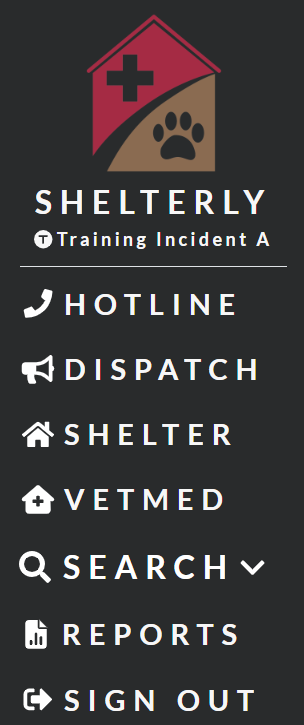 SHELTERLY
T Training Incident A
HOTLINE
DISPATCH
SHELTER
VETMED
SEARCH
REPORTS
SIGN OUT